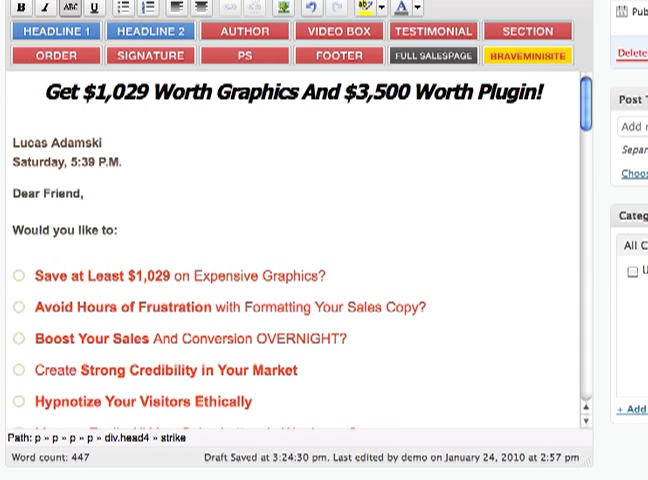 B I ABC U
HEADLINE 1 HEADLINE 2 AUTHOR VIDEO BOX TESTIMONIAL SECTION
ORDER SIGNATURE PS FOOTER FULL SALESPAGE BRAVEMINISITE
Get $1,029 Worth Graphics And $3,500 Worth Plugin!
Lucas Adamski
Saturday, 5:39 P.M.
Dear Friend,
Would you like to:
Save at Least $1,029 on Expensive Graphics?
Avoid Hours of Frustration with Formatting Your Sales Copy?
Boost Your Sales And Conversion OVERNIGHT?
Create Strong Credibility in Your Market
Hypnotize Your Visitors Ethically
Path: p » p » p » p » div.head4 » strike
Word count: 447
Draft Saved at 3:24:30 pm. Last edited by demo on January 24, 2010 at 2:57 pm
Pub
Delete
Post
Add
Separ
Choo
Categ
All C
+ Add